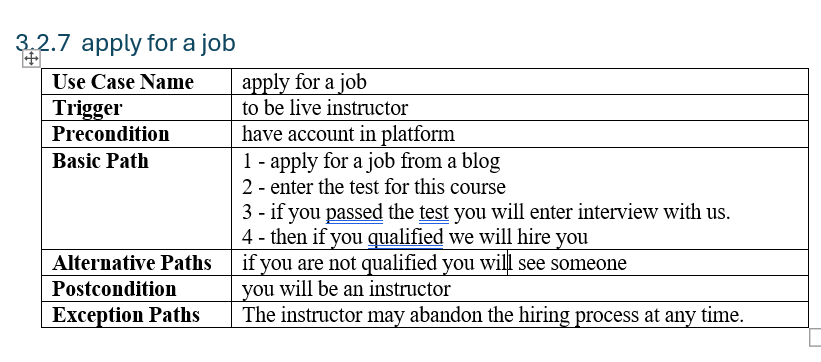 3.2.7 apply for a job
Use Case Name apply for a job
Trigger to be live instructor
Precondition have account in platform
Basic Path 1 - apply for a job from a blog
2 - enter the test for this course
3 - if you passed the test you will enter interview with us.
4 - then if you qualified we will hire you
Alternative Paths if you are not qualified you will see someone
Postcondition you will be an instructor
Exception Paths The instructor may abandon the hiring process at any time.